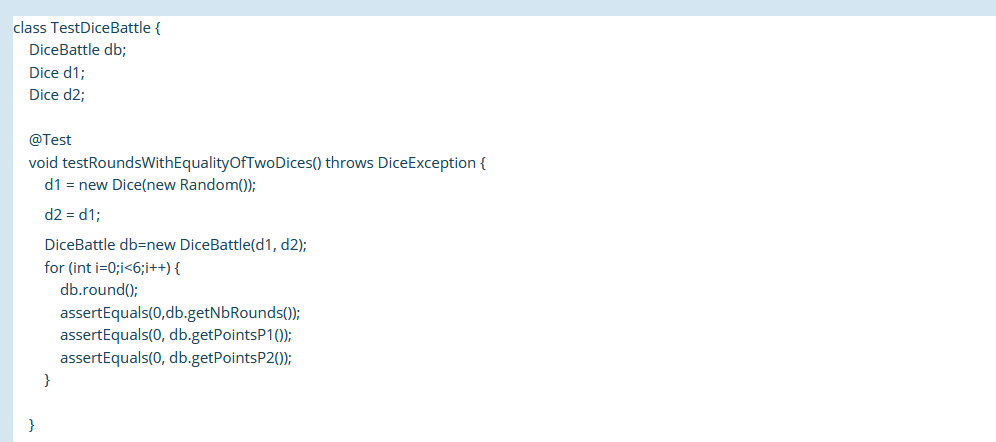 class TestDiceBattle {
DiceBattle db;
Dice d1;
Dice d2;
@Test
void testRoundsWithEqualityOfTwoDices() throws DiceException {
d1 = new Dice(new Random());
d2 = d1;
DiceBattle db=new DiceBattle(d1, d2);
for (int i=0;i<6;i++) {
db.round();
assertEquals(0,db.getNbRounds());
assertEquals(0, db.getPointsP1());
assertEquals(0, db.getPointsP2());
}
}